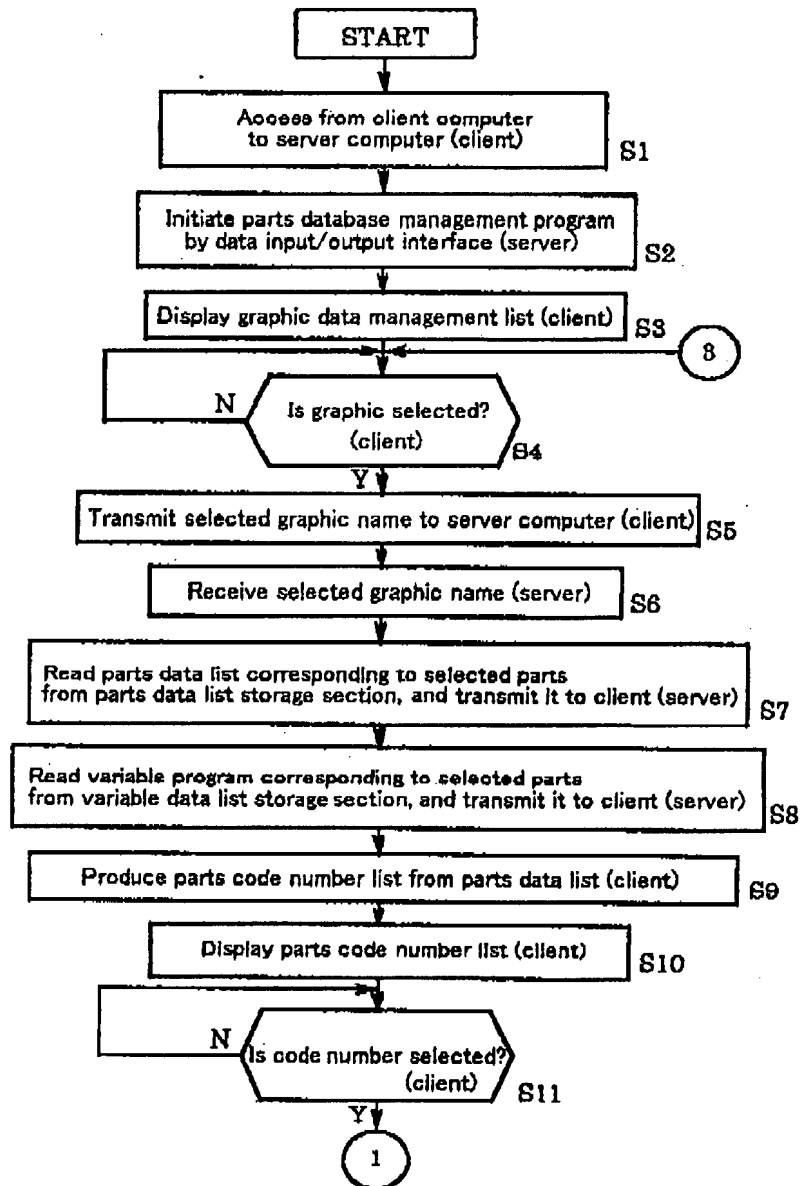 START
Access from client computer
to server computer (client)
S1
Initiate parts database management program
by data input/output interface (server)
S2
Display graphic data management list (client)
S3
8
N
Is graphic selected?
(client)
S4
Y
Transmit selected graphic name to server computer (client)
S5
Receive selected graphic name (server)
S6
Read parts data list corresponding to selected parts
from parts data list storage section, and transmit it to client (server)
S7
Read variable program corresponding to selected parts
from variable data list storage section, and transmit it to client (server)
S8
Produce parts code number list from parts data list (client)
S9
Display parts code number list (client)
S10
N
Is code number selected?
(client)
S11
Y
1